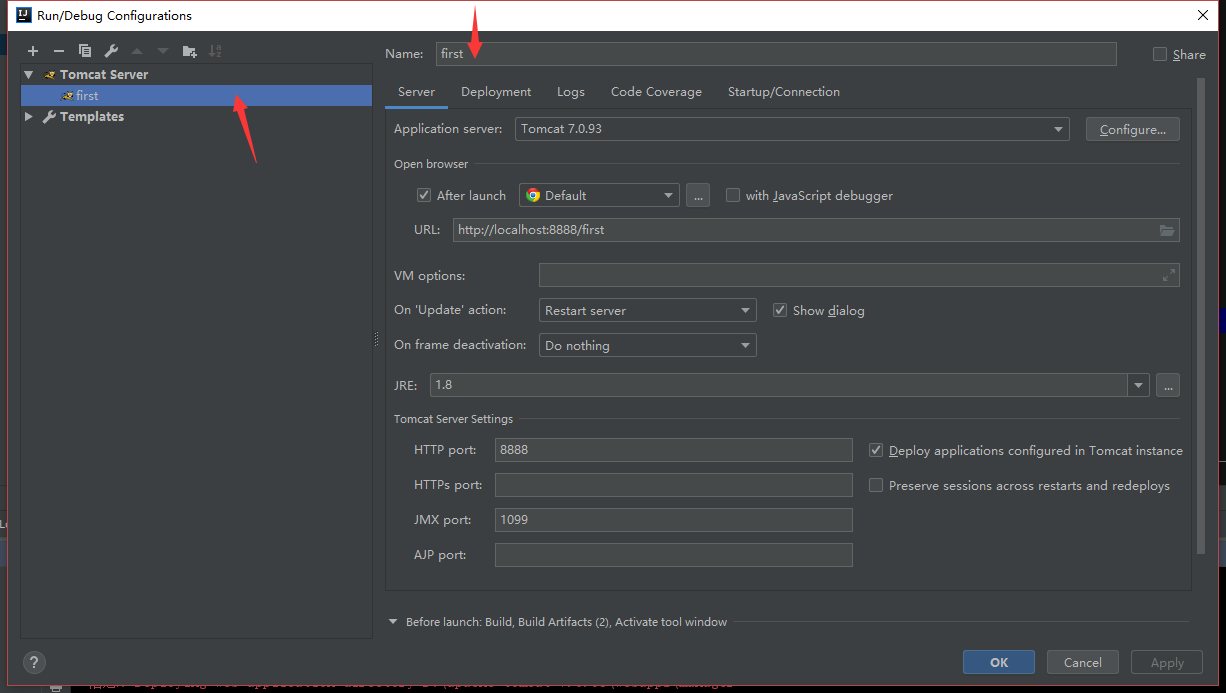 Run/Debug Configurations
Tomcat Server
first
Templates
Name: first
Share
Server Deployment Logs Code Coverage Startup/Connection
Application server: Tomcat 7.0.93 Configure...
Open browser
After launch Default ... with JavaScript debugger
URL: http://localhost:8888/first
VM options:
On 'Update' action: Restart server Show dialog
On frame deactivation: Do nothing
JRE: 1.8 ...
Tomcat Server Settings
HTTP port: 8888 Deploy applications configured in Tomcat instance
HTTPs port: Preserve sessions across restarts and redeploys
JMX port: 1099
AJP port:
Before launch: Build, Build Artifacts (2), Activate tool window
? OK Cancel Apply